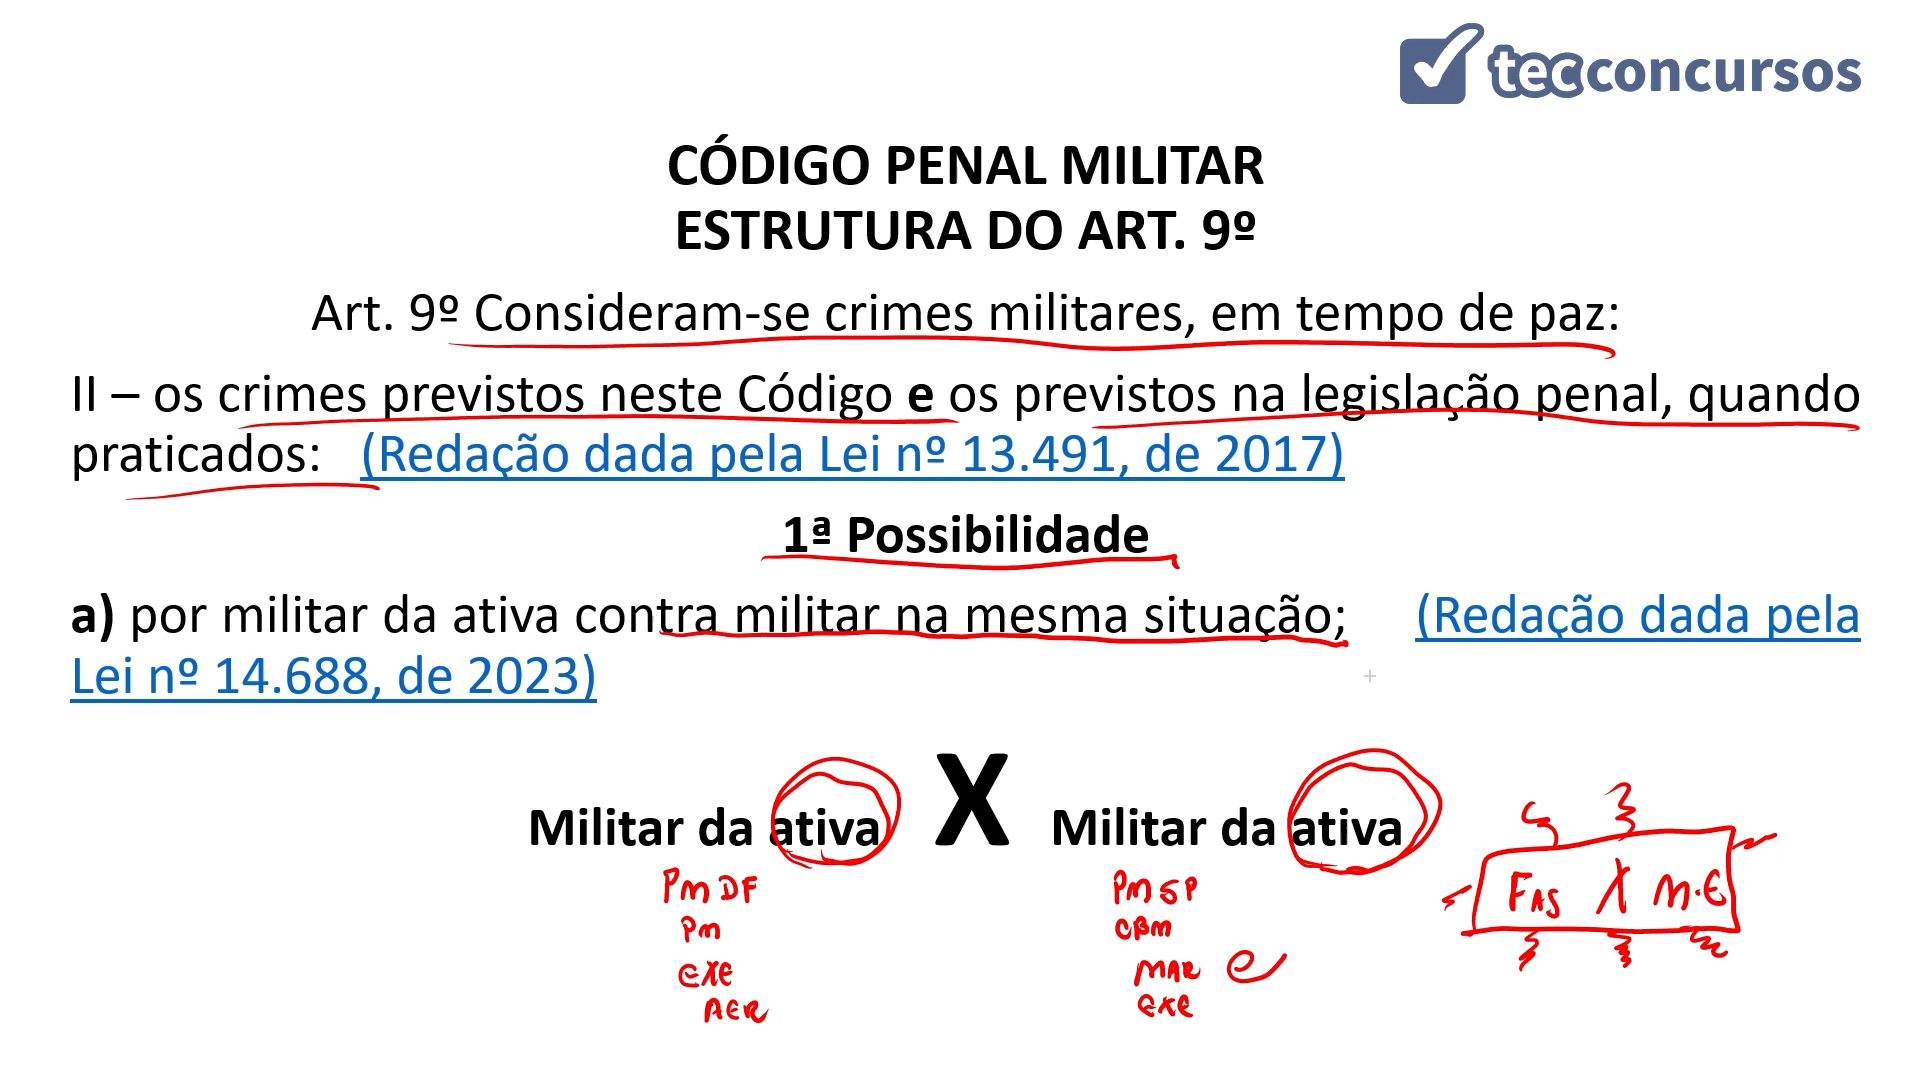 tecconcursos
CÓDIGO PENAL MILITAR
ESTRUTURA DO ART. 9º
Art. 9º Consideram-se crimes militares, em tempo de paz:
II – os crimes previstos neste Código e os previstos na legislação penal, quando
praticados: (Redação dada pela Lei nº 13.491, de 2017)
1ª Possibilidade
a) por militar da ativa contra militar na mesma situação; (Redação dada pela
Lei nº 14.688, de 2023)
Militar da ativa X Militar da ativa
PM DF PM SP
PM CBM
EXE MAR
AER EXE
FAS X M.E